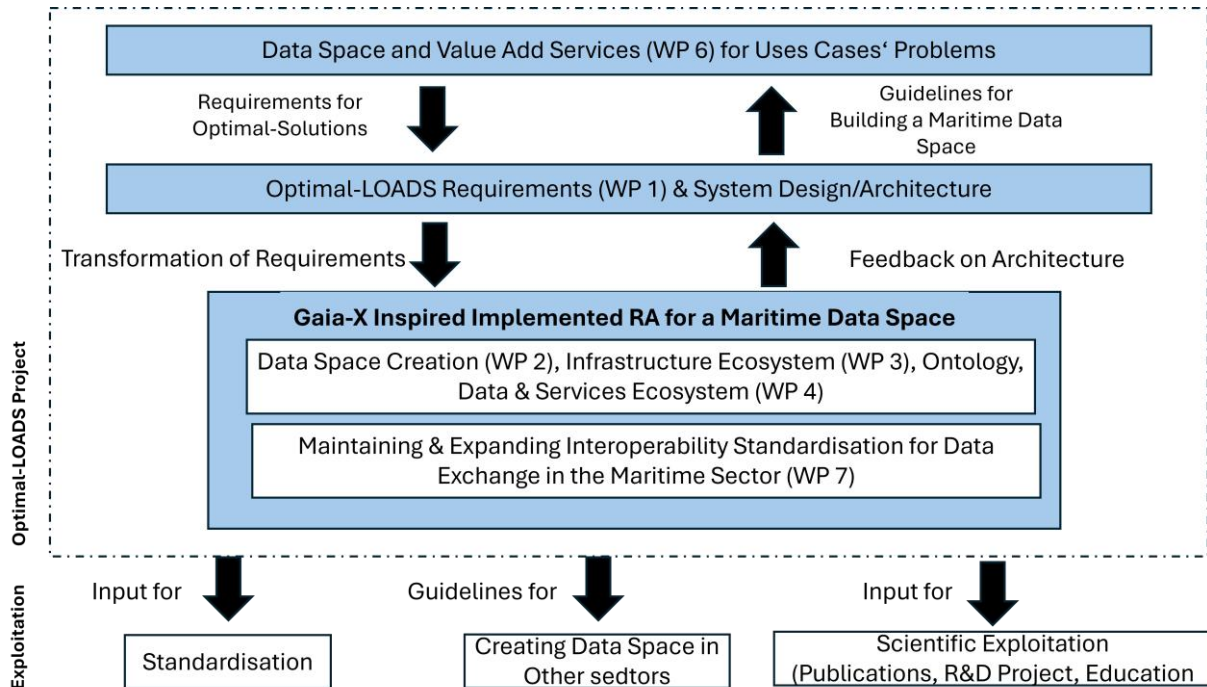 Data Space and Value Add Services (WP 6) for Uses Cases‘ Problems
Requirements for
Optimal-Solutions
Guidelines for
Building a Maritime Data
Space
Optimal-LOADS Requirements (WP 1) & System Design/Architecture
Transformation of Requirements
Feedback on Architecture
Gaia-X Inspired Implemented RA for a Maritime Data Space
Data Space Creation (WP 2), Infrastructure Ecosystem (WP 3), Ontology,
Data & Services Ecosystem (WP 4)
Maintaining & Expanding Interoperability Standardisation for Data
Exchange in the Maritime Sector (WP 7)
Optimal-LOADS Project
Exploitation
Input for
Guidelines for
Input for
Standardisation
Creating Data Space in
Other sedtors
Scientific Exploitation
(Publications, R&D Project, Education